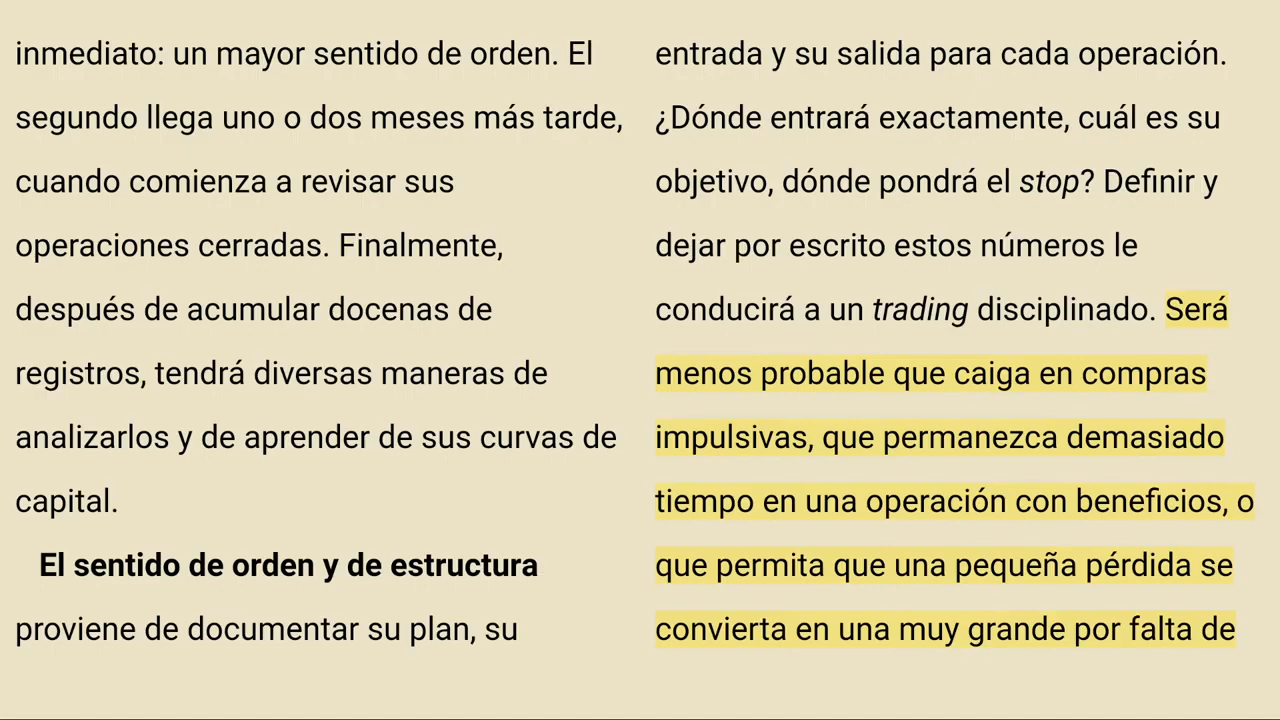 inmediato: un mayor sentido de orden. El
segundo llega uno o dos meses más tarde,
cuando comienza a revisar sus
operaciones cerradas. Finalmente,
después de acumular docenas de
registros, tendrá diversas maneras de
analizarlos y de aprender de sus curvas de
capital.
El sentido de orden y de estructura
proviene de documentar su plan, su
entrada y su salida para cada operación.
¿Dónde entrará exactamente, cuál es su
objetivo, dónde pondrá el stop? Definir y
dejar por escrito estos números le
conducirá a un trading disciplinado. Será
menos probable que caiga en compras
impulsivas, que permanezca demasiado
tiempo en una operación con beneficios, o
que permita que una pequeña pérdida se
convierta en una muy grande por falta de